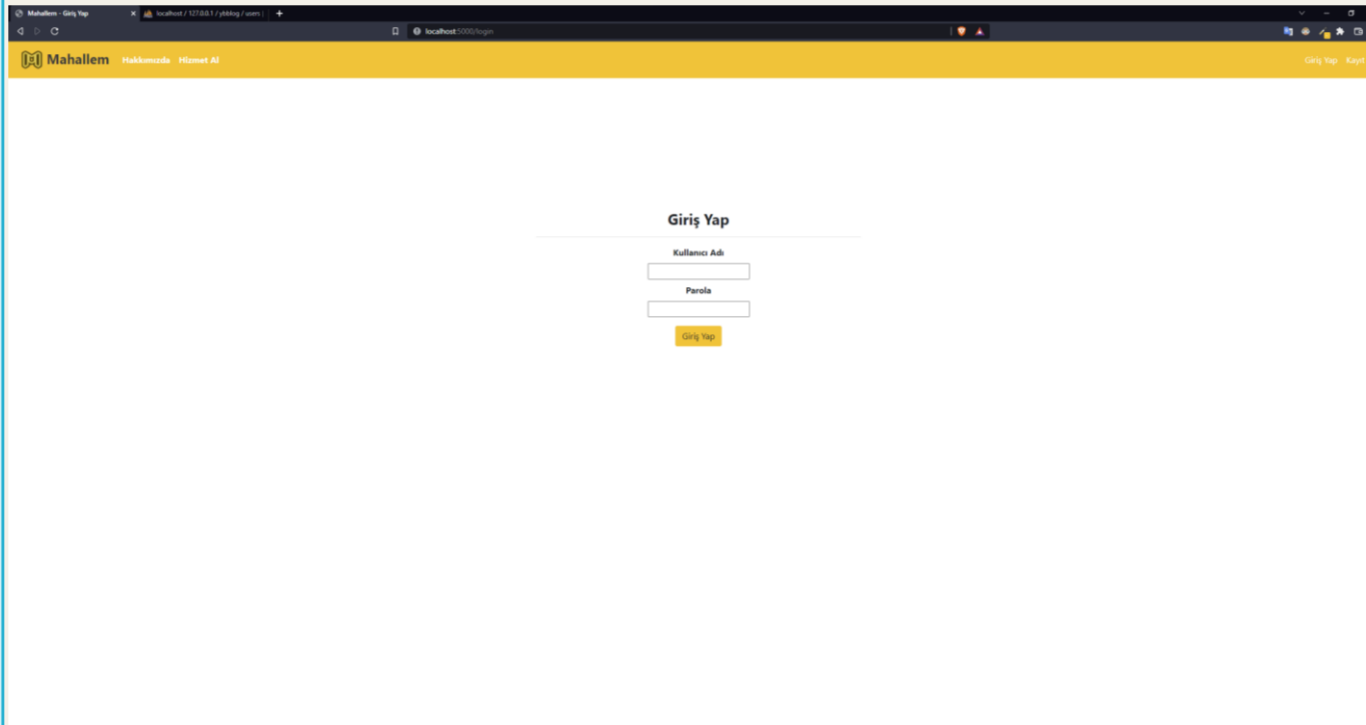 Mahallem - Giriş Yap
localhost / 127.0.0.1 / ybblog / users |
localhost:5000/login
Mahallem Hakkımızda Hizmet Al
Giriş Yap Kayıt
Giriş Yap
Kullanıcı Adı
Parola
Giriş Yap